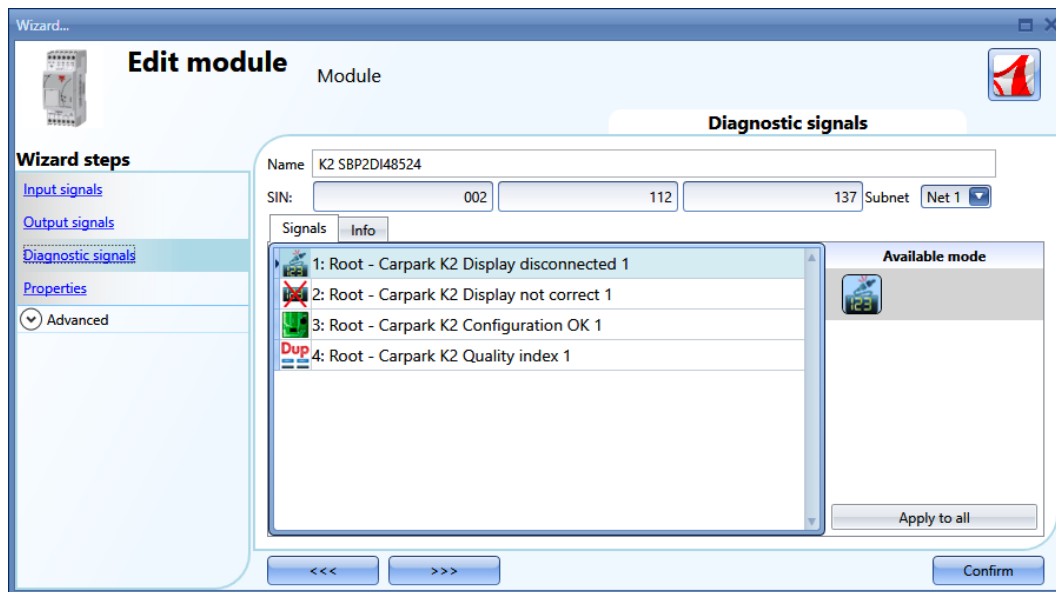 Wizard...
Edit module
Module
Diagnostic signals
Wizard steps
Input signals
Output signals
Diagnostic signals
Properties
Advanced
Name K2 SBP2DI48524
SIN: 002 112 137 Subnet Net 1
Signals Info
1: Root - Carpark K2 Display disconnected 1
2: Root - Carpark K2 Display not correct 1
3: Root - Carpark K2 Configuration OK 1
Dup 4: Root - Carpark K2 Quality index 1
Available mode
123
Apply to all
<<< >>> Confirm